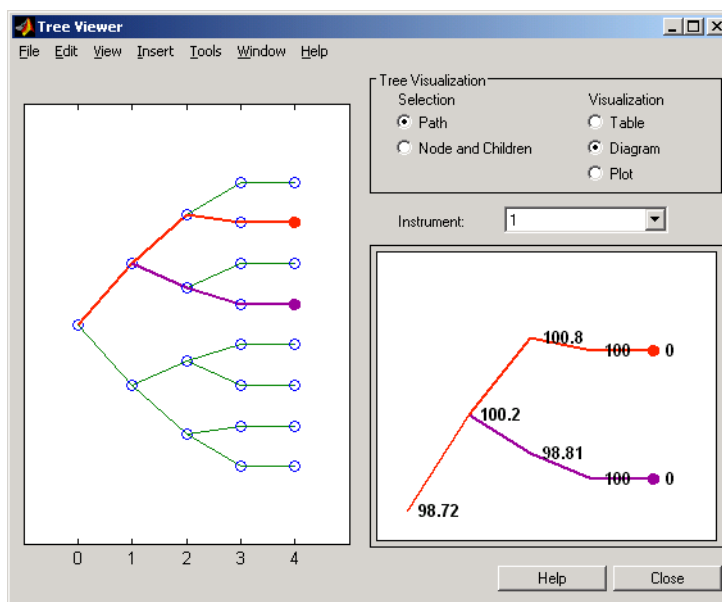 Tree Viewer
File Edit View Insert Tools Window Help
Tree Visualization
Selection
Path
Node and Children
Visualization
Table
Diagram
Plot
Instrument: 1
0 1 2 3 4
100.8
100 0
100.2
98.81
100 0
98.72
Help Close